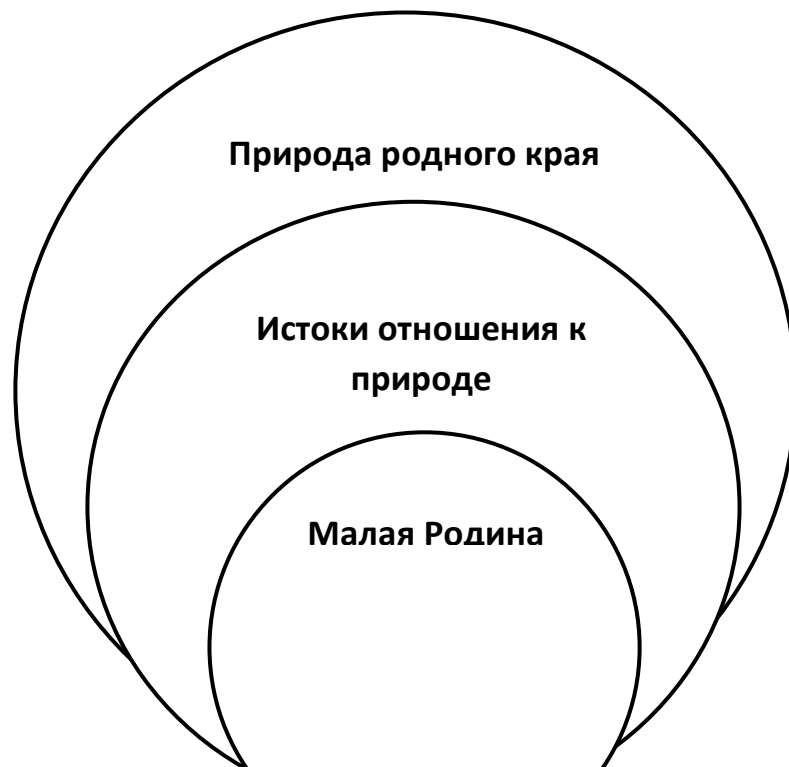 Природа родного края
Истоки отношения к
природе
Малая Родина